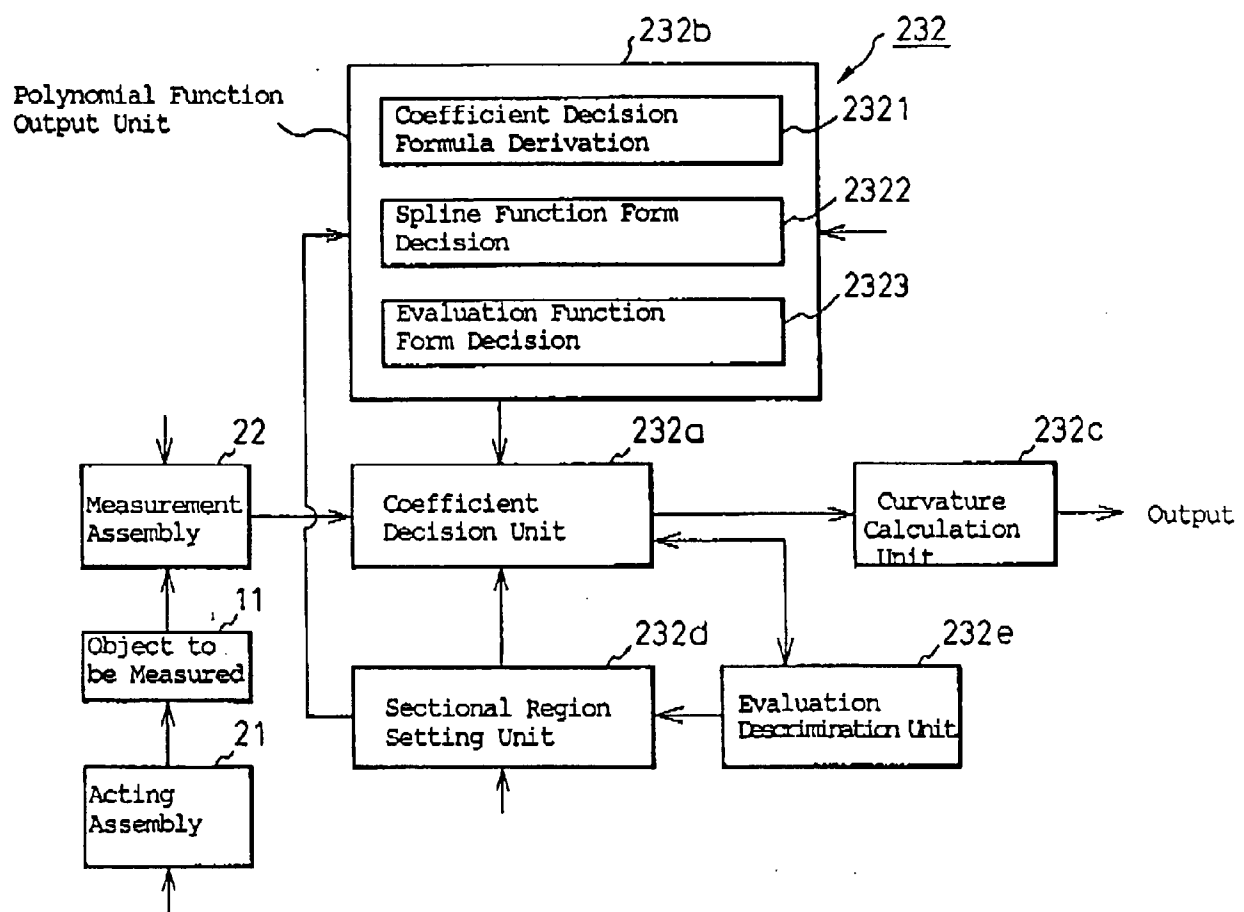 232b
232
Polynomial Function
Output Unit
Coefficient Decision
Formula Derivation
2321
Spline Function Form
Decision
2322
Evaluation Function
Form Decision
2323
22
Measurement
Assembly
232a
Coefficient
Decision Unit
232c
Curvature
Calculation
Unit
Output
11
Object to
be Measured
232d
Sectional Region
Setting Unit
232e
Evaluation
Descrimination Unit
21
Acting
Assembly